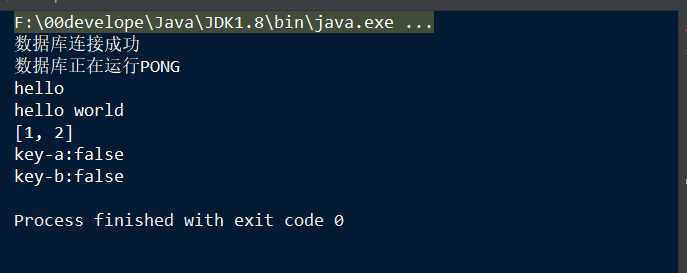 F:\00develope\Java\JDK1.8\bin\java.exe ...
数据库连接成功
数据库正在运行PONG
hello
hello world
[1, 2]
key-a:false
key-b:false
Process finished with exit code 0